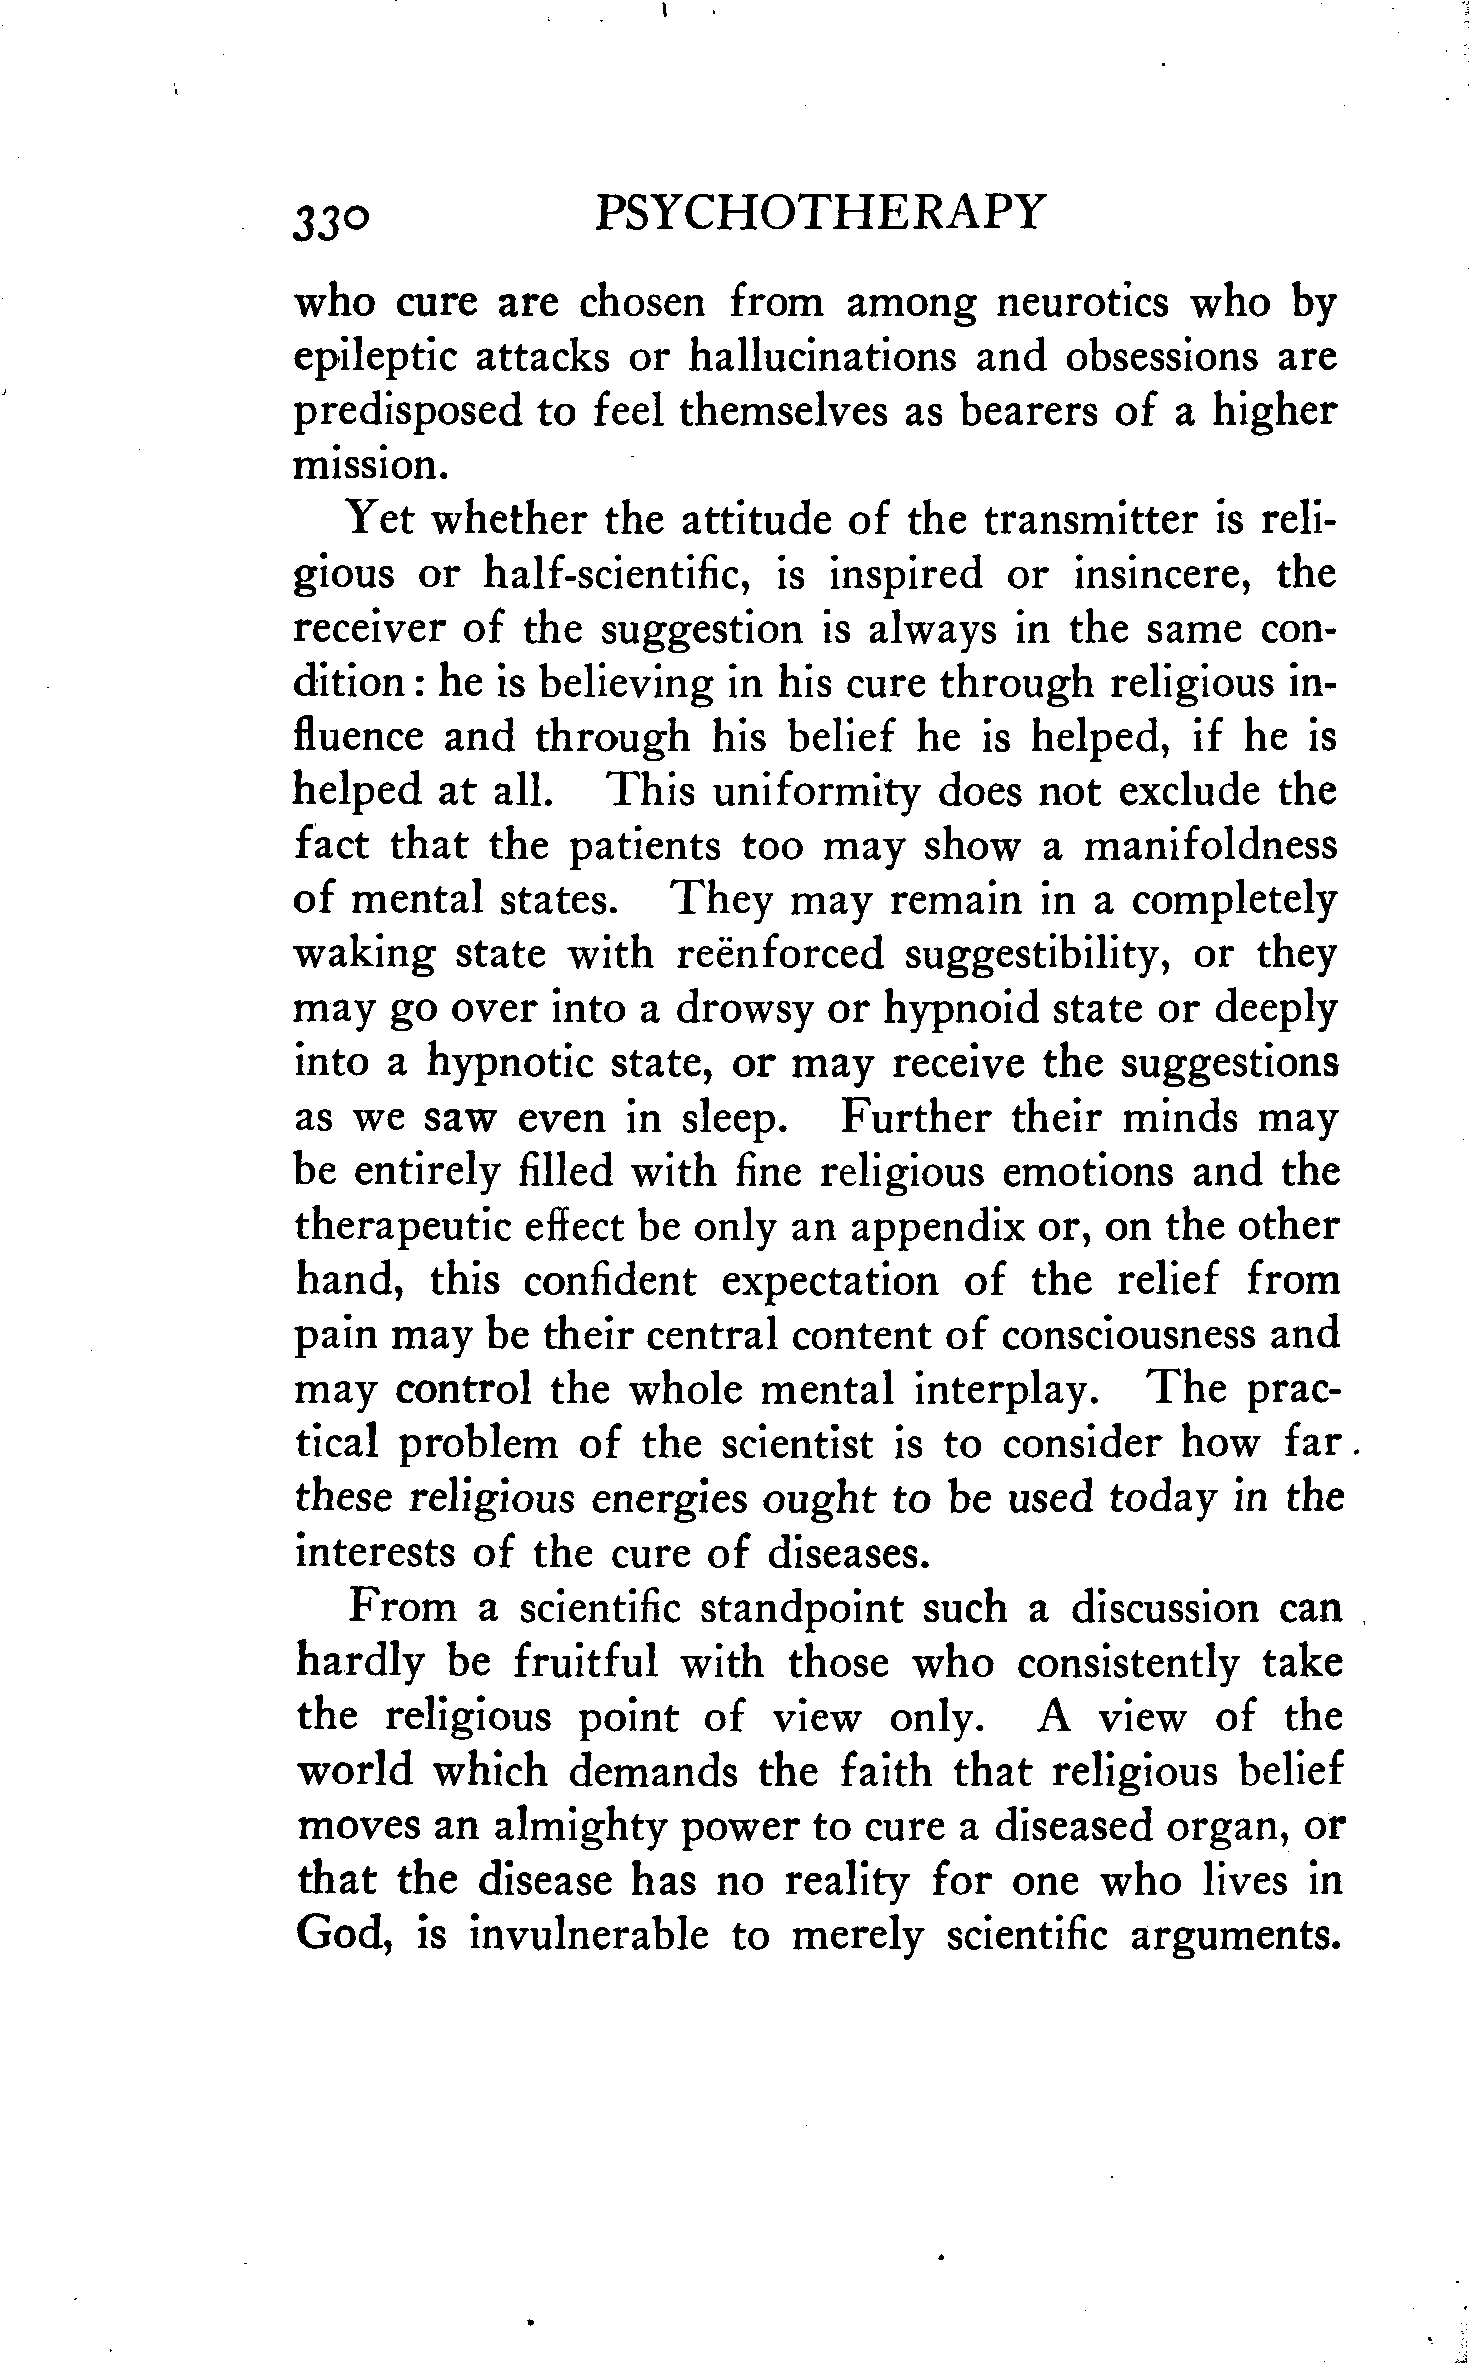 330 PSYCHOTHERAPY
who cure are chosen from among neurotics who by
epileptic attacks or hallucinations and obsessions are
predisposed to feel themselves as bearers of a higher
mission.
Yet whether the attitude of the transmitter is reli-
gious or half-scientific, is inspired or insincere, the
receiver of the suggestion is always in the same con-
dition: he is believing in his cure through religious in-
fluence and through his belief he is helped, if he is
helped at all. This uniformity does not exclude the
fact that the patients too may show a manifoldness
of mental states. They may remain in a completely
waking state with reënforced suggestibility, or they
may go over into a drowsy or hypnoid state or deeply
into a hypnotic state, or may receive the suggestions
as we saw even in sleep. Further their minds may
be entirely filled with fine religious emotions and the
therapeutic effect be only an appendix or, on the other
hand, this confident expectation of the relief from
pain may be their central content of consciousness and
may control the whole mental interplay. The prac-
tical problem of the scientist is to consider how far
these religious energies ought to be used today in the
interests of the cure of diseases.
From a scientific standpoint such a discussion can
hardly be fruitful with those who consistently take
the religious point of view only. A view of the
world which demands the faith that religious belief
moves an almighty power to cure a diseased organ, or
that the disease has no reality for one who lives in
God, is invulnerable to merely scientific arguments.